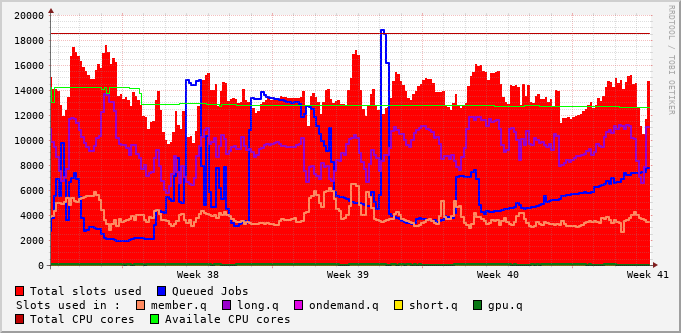 20000
18000
16000
14000
12000
10000
8000
6000
4000
2000
0
Week 38 Week 39 Week 40 Week 41
RRDTOOL / TOBI OETIKER
Total slots used Queued Jobs
Slots used in : member.q long.q ondemand.q short.q gpu.q
Total CPU cores Availale CPU cores